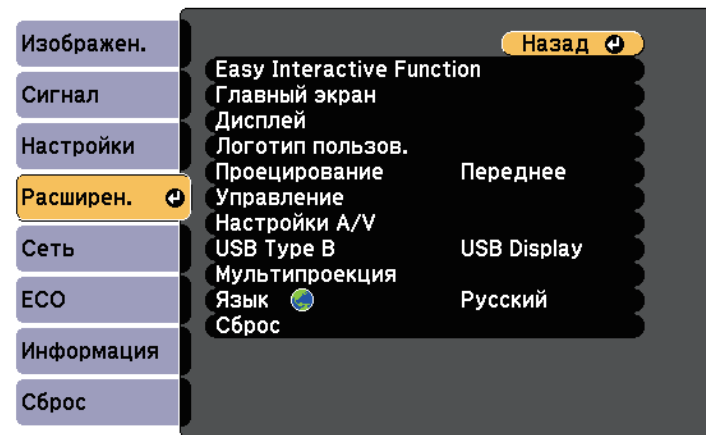 Изображен.
Сигнал
Настройки
Расширен.
Сеть
ECO
Информация
Сброс
Назад
Easy Interactive Function
Главный экран
Дисплей
Логотип пользов.
Проецирование Переднее
Управление
Настройки A/V
USB Type B USB Display
Мультипроекция
Язык Русский
Сброс